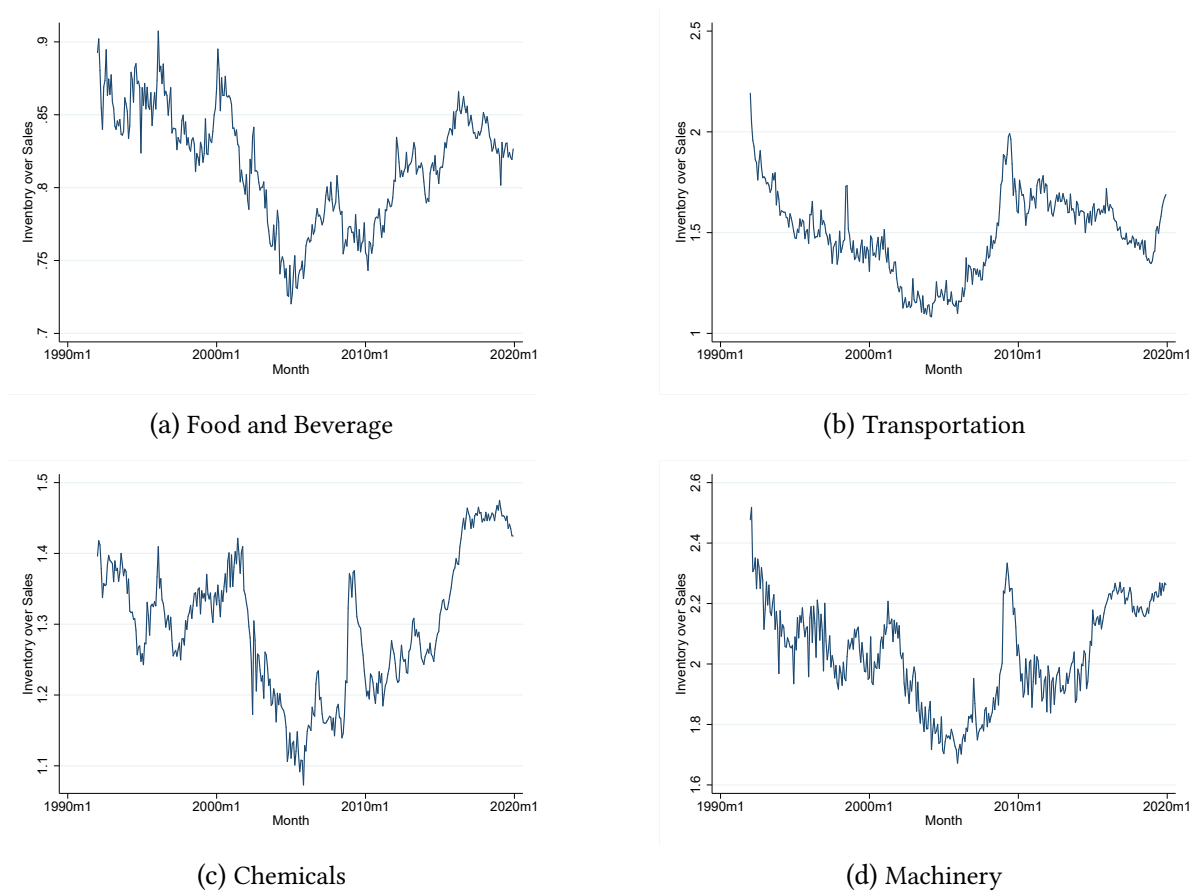 .9
.85
.8
.75
.7
Inventory over Sales
1990m1 2000m1 2010m1 2020m1
Month
(a) Food and Beverage
2.5
2
1.5
1
Inventory over Sales
1990m1 2000m1 2010m1 2020m1
Month
(b) Transportation
1.5
1.4
1.3
1.2
1.1
Inventory over Sales
1990m1 2000m1 2010m1 2020m1
Month
(c) Chemicals
2.6
2.4
2.2
2
1.8
1.6
Inventory over Sales
1990m1 2000m1 2010m1 2020m1
Month
(d) Machinery